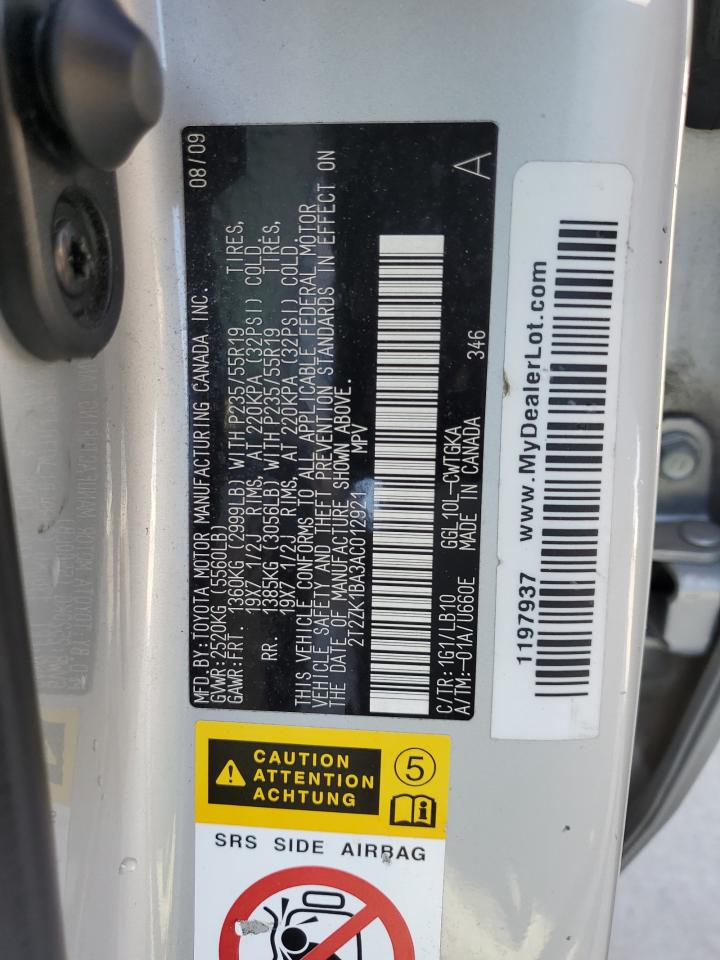 MFD.BY:TOYOTA MOTOR MANUFACTURING CANADA INC. 08/09
GVWR:2520KG (5560LB)
GAWR:FRT. 1360KG (2999LB) WITH P235/55R19 TIRES,
19X7 1/2J RIMS, AT 220KPA (32PSI) COLD.
RR. 1385KG (3056LB) WITH P235/55R19 TIRES,
19X7 1/2J RIMS, AT 220KPA (32PSI) COLD.
THIS VEHICLE CONFORMS TO ALL APPLICABLE FEDERAL MOTOR
VEHICLE SAFETY AND THEFT PREVENTION STANDARDS IN EFFECT ON
THE DATE OF MANUFACTURE SHOWN ABOVE.
2T2ZK1BA3AC012921 MPV
C/TR:1G1/LB10 GGL10L-CWTGKA
A/TM:-01A/U660E MADE IN CANADA 346 A
1197937 www.MyDealerLot.com
CAUTION
ATTENTION
ACHTUNG
5
i
SRS SIDE AIRBAG